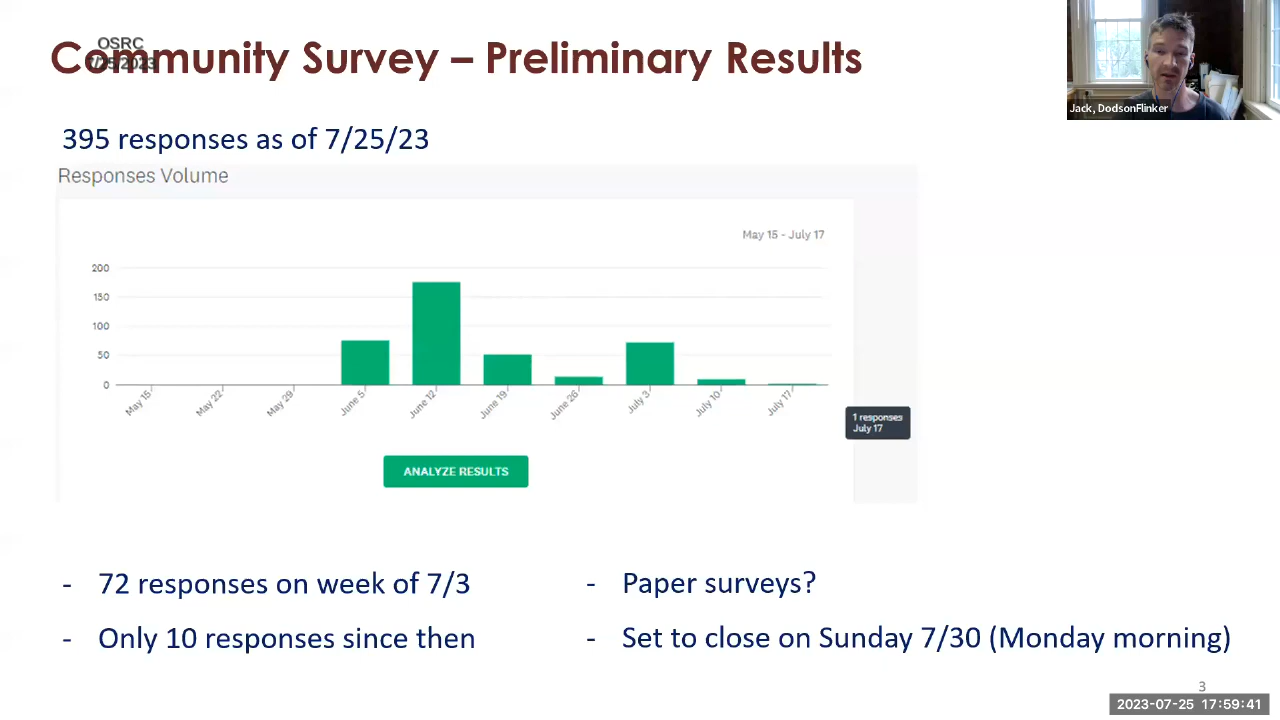 OSRC
7/25/2023
Community Survey – Preliminary Results
Jack, DodsonFlinker
395 responses as of 7/25/23
Responses Volume
May 15 - July 17
200
150
100
50
0
May 15
May 22
May 29
June 5
June 12
June 19
June 26
July 3
July 10
July 17
1 responses
July 17
ANALYZE RESULTS
- 72 responses on week of 7/3
- Only 10 responses since then
- Paper surveys?
- Set to close on Sunday 7/30 (Monday morning)
3
2023-07-25 17:59:41